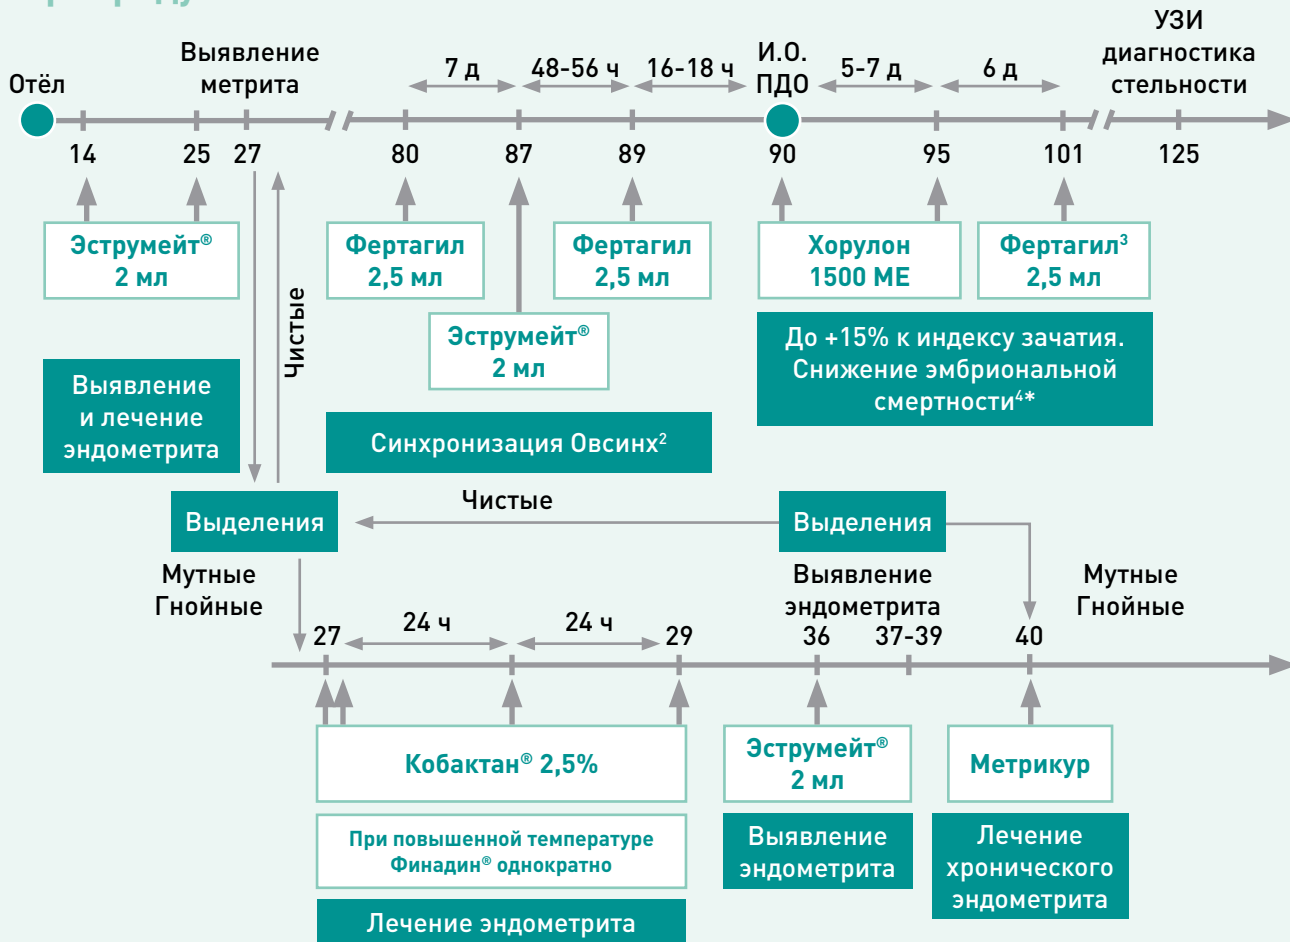 УЗИ
диагностика
стельности
Выявление
метрита
Отёл
7 д
48-56 ч
16-18 ч
И.О.
ПДО
5-7 д
6 д
14
25
27
80
87
89
90
95
101
125
Эструмейт®
2 мл
Фертагил
2,5 мл
Фертагил
2,5 мл
Хорулон
1500 МЕ
Фертагил³
2,5 мл
Чистые
Эструмейт®
2 мл
До +15% к индексу зачатия.
Снижение эмбриональной
смертности⁴*
Выявление
и лечение
эндометрита
Синхронизация Овсинх²
Выделения
Чистые
Выделения
Мутные
Гнойные
Выявление
эндометрита
Мутные
Гнойные
27
24 ч
24 ч
29
36
37-39
40
Кобактан® 2,5%
Эструмейт®
2 мл
Метрикур
При повышенной температуре
Финадин® однократно
Выявление
эндометрита
Лечение
хронического
эндометрита
Лечение эндометрита